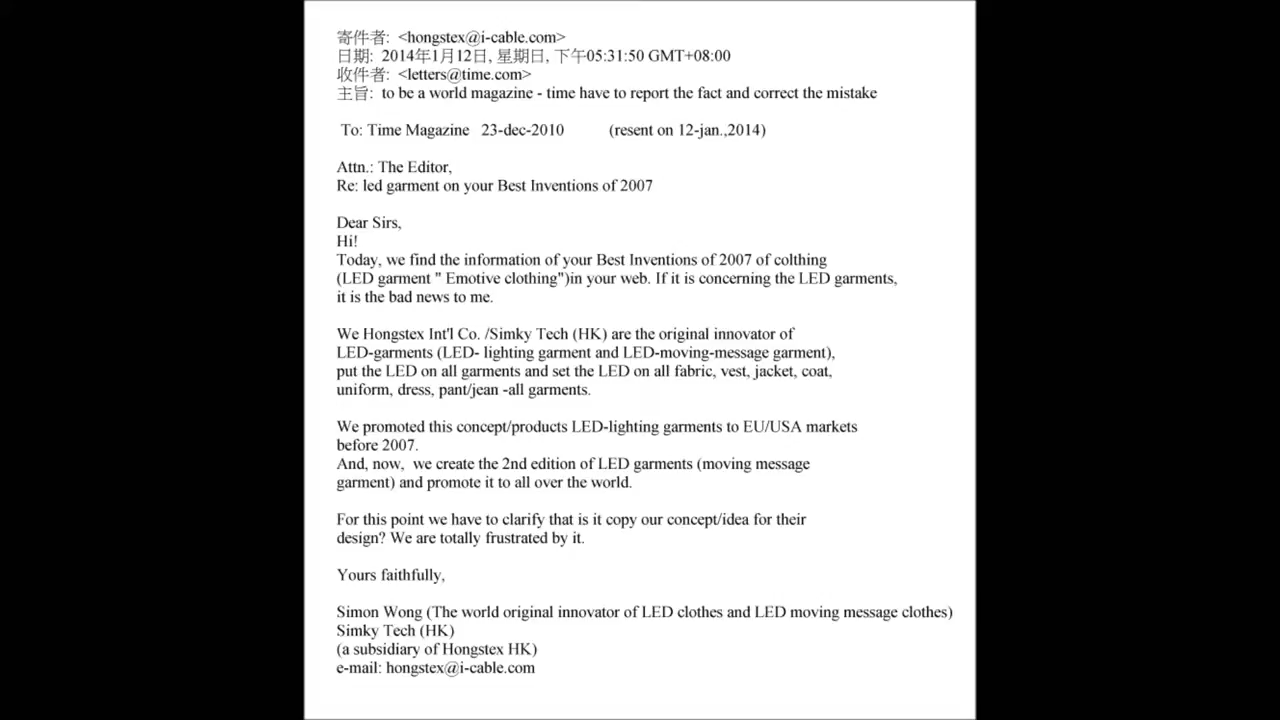 寄件者: <hongstex@i-cable.com>
日期: 2014年1月12日, 星期日, 下午05:31:50 GMT+08:00
收件者: <letters@time.com>
主旨: to be a world magazine - time have to report the fact and correct the mistake
To: Time Magazine 23-dec-2010 (resent on 12-jan.,2014)
Attn.: The Editor,
Re: led garment on your Best Inventions of 2007
Dear Sirs,
Hi!
Today, we find the information of your Best Inventions of 2007 of colthing
(LED garment " Emotive clothing")in your web. If it is concerning the LED garments,
it is the bad news to me.
We Hongstex Int'l Co. /Simky Tech (HK) are the original innovator of
LED-garments (LED- lighting garment and LED-moving-message garment),
put the LED on all garments and set the LED on all fabric, vest, jacket, coat,
uniform, dress, pant/jean -all garments.
We promoted this concept/products LED-lighting garments to EU/USA markets
before 2007.
And, now, we create the 2nd edition of LED garments (moving message
garment) and promote it to all over the world.
For this point we have to clarify that is it copy our concept/idea for their
design? We are totally frustrated by it.
Yours faithfully,
Simon Wong (The world original innovator of LED clothes and LED moving message clothes)
Simky Tech (HK)
(a subsidiary of Hongstex HK)
e-mail: hongstex@i-cable.com